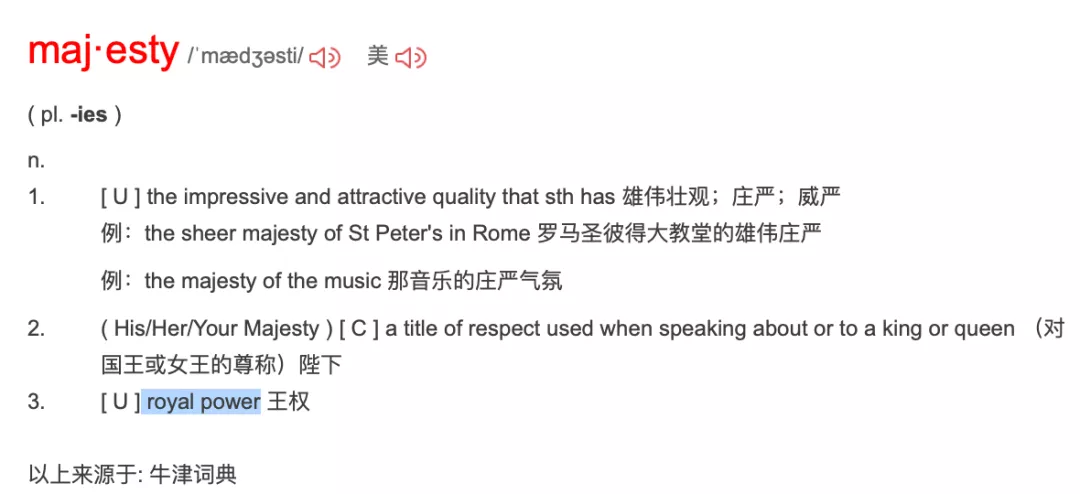 maj·esty /ˈmædʒəsti/ 美
( pl. -ies )
n.
1. [ U ] the impressive and attractive quality that sth has 雄伟壮观；庄严；威严
例：the sheer majesty of St Peter's in Rome 罗马圣彼得大教堂的雄伟庄严
例：the majesty of the music 那音乐的庄严气氛
2. ( His/Her/Your Majesty ) [ C ] a title of respect used when speaking about or to a king or queen （对
国王或女王的尊称）陛下
3. [ U ] royal power 王权
以上来源于: 牛津词典